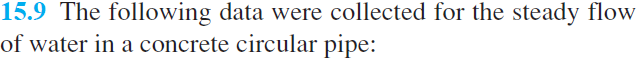 15.9 The following data were collected for the steady flow
of water in a concrete circular pipe: